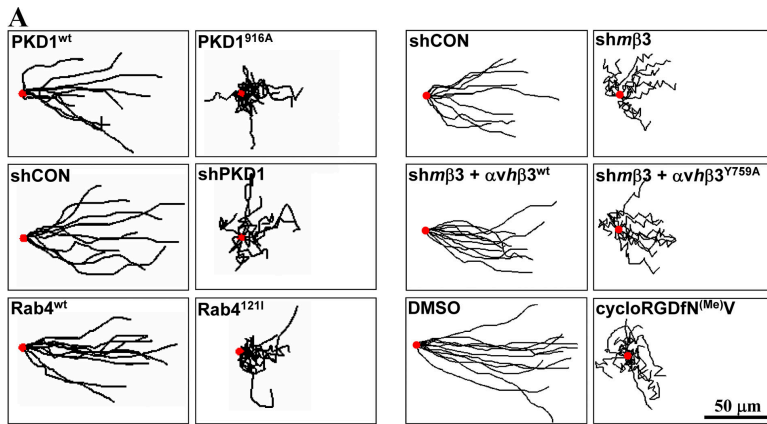 A
PKD1wt
PKD1916A
shCON
shmβ3
shCON
shPKD1
shmβ3 + αvhβ3wt
shmβ3 + αvhβ3Y759A
Rab4wt
Rab4121I
DMSO
cycloRGDfN(Me)V
50 μm